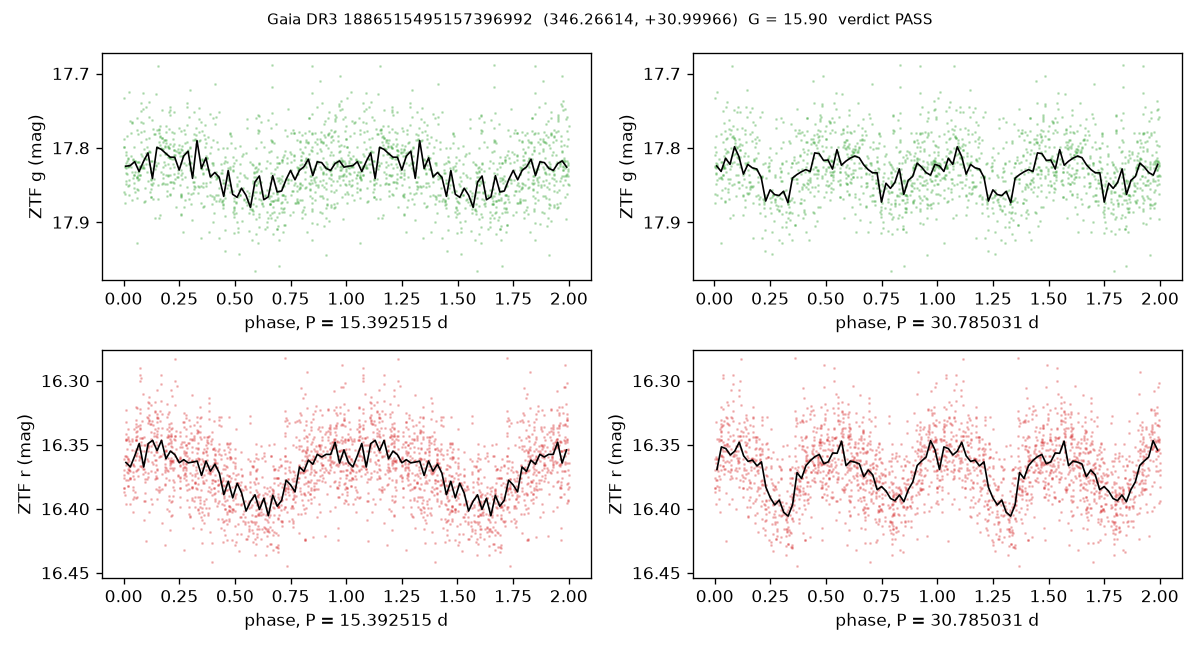 Gaia DR3 1886515495157396992  (346.26614, +30.99966)  G = 15.90  verdict PASS
17.7
17.8
17.9
ZTF g (mag)
0.00 0.25 0.50 0.75 1.00 1.25 1.50 1.75 2.00
phase, P = 15.392515 d
17.7
17.8
17.9
ZTF g (mag)
0.00 0.25 0.50 0.75 1.00 1.25 1.50 1.75 2.00
phase, P = 30.785031 d
16.30
16.35
16.40
16.45
ZTF r (mag)
0.00 0.25 0.50 0.75 1.00 1.25 1.50 1.75 2.00
phase, P = 15.392515 d
16.30
16.35
16.40
16.45
ZTF r (mag)
0.00 0.25 0.50 0.75 1.00 1.25 1.50 1.75 2.00
phase, P = 30.785031 d